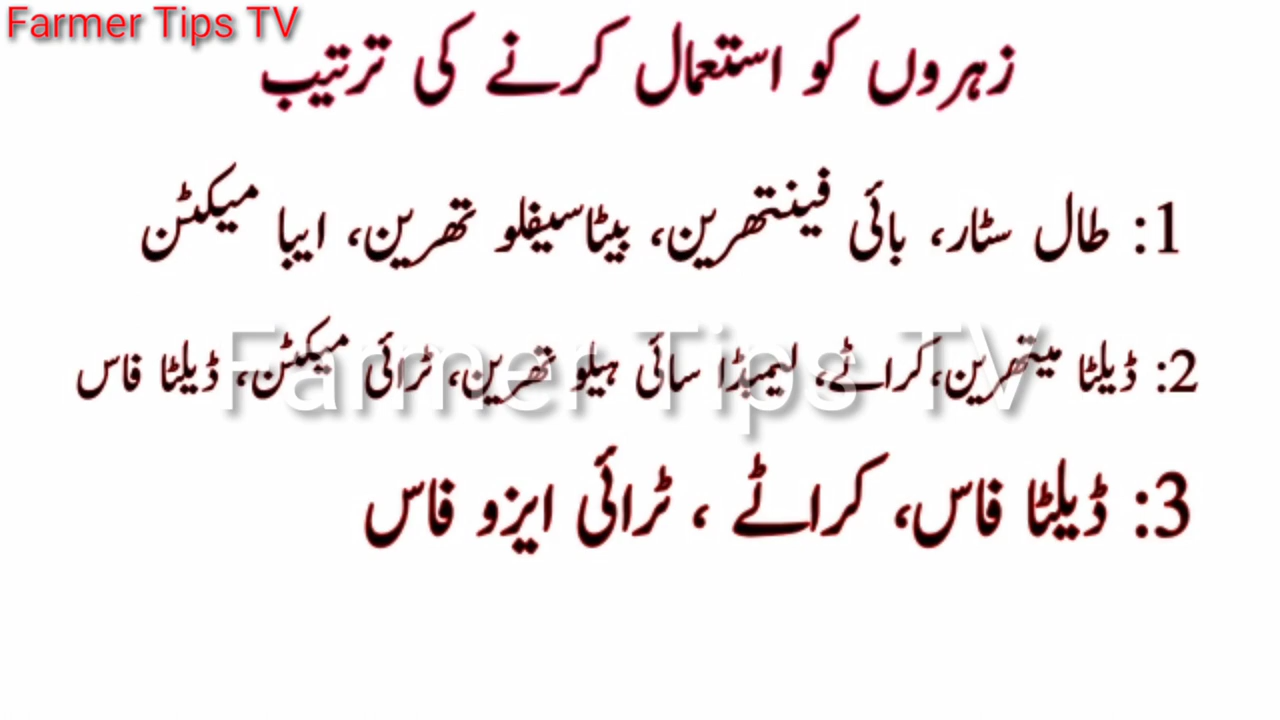 Farmer Tips TV
زہروں کو استعمال کرنے کی ترتیب
1: طال سٹار، بائی فینتھرین، بیٹاسیفلو تھرین، ایبا میکٹن
2: ڈیلٹا میتھرین،کراٹے، لیمبڈا سائی ہیلو تھرین، ٹرائی میکٹن، ڈیلٹا فاس
Farmer Tips TV
3: ڈیلٹا فاس، کراٹے ، ٹرائی ایزو فاس